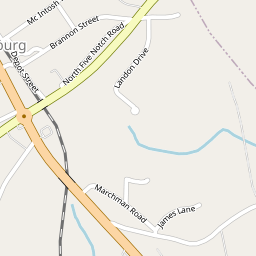 Mc Intosh
Brannon Street
burg
Depot Street
North Five Notch Road
Landon Drive
Marchman Road
James Lane